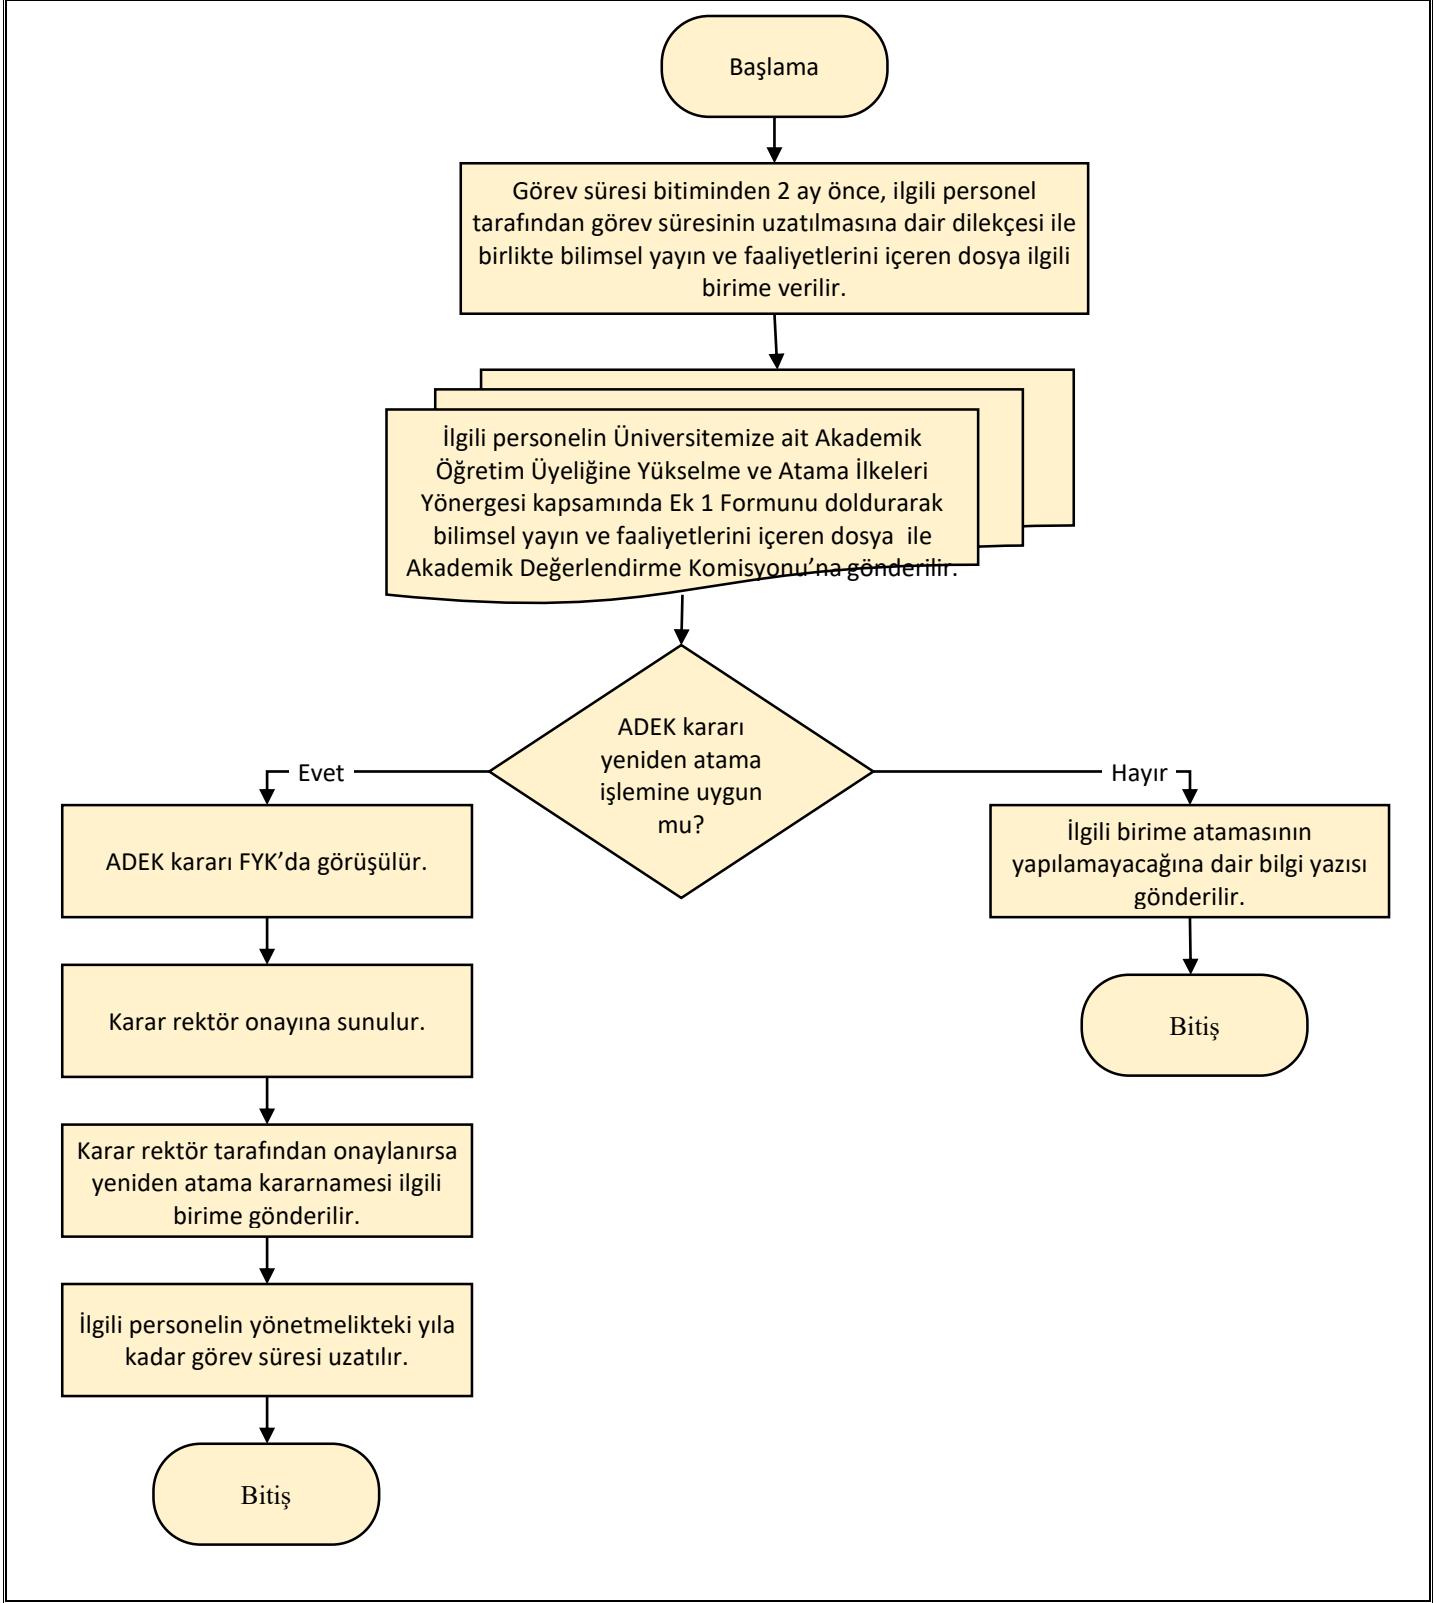 Başlama
Görev süresi bitiminden 2 ay önce, ilgili personel
tarafından görev süresinin uzatılmasına dair dilekçesi ile
birlikte bilimsel yayın ve faaliyetlerini içeren dosya ilgili
birime verilir.
İlgili personelin Üniversitemize ait Akademik
Öğretim Üyeliğine Yükselme ve Atama İlkeleri
Yönergesi kapsamında Ek 1 Formunu doldurarak
bilimsel yayın ve faaliyetlerini içeren dosya  ile
Akademik Değerlendirme Komisyonu’na gönderilir.
ADEK kararı
yeniden atama
işlemine uygun
mu?
Evet
Hayır
ADEK kararı FYK’da görüşülür.
İlgili birime atamasının
yapılamayacağına dair bilgi yazısı
gönderilir.
Karar rektör onayına sunulur.
Bitiş
Karar rektör tarafından onaylanırsa
yeniden atama kararnamesi ilgili
birime gönderilir.
İlgili personelin yönetmelikteki yıla
kadar görev süresi uzatılır.
Bitiş